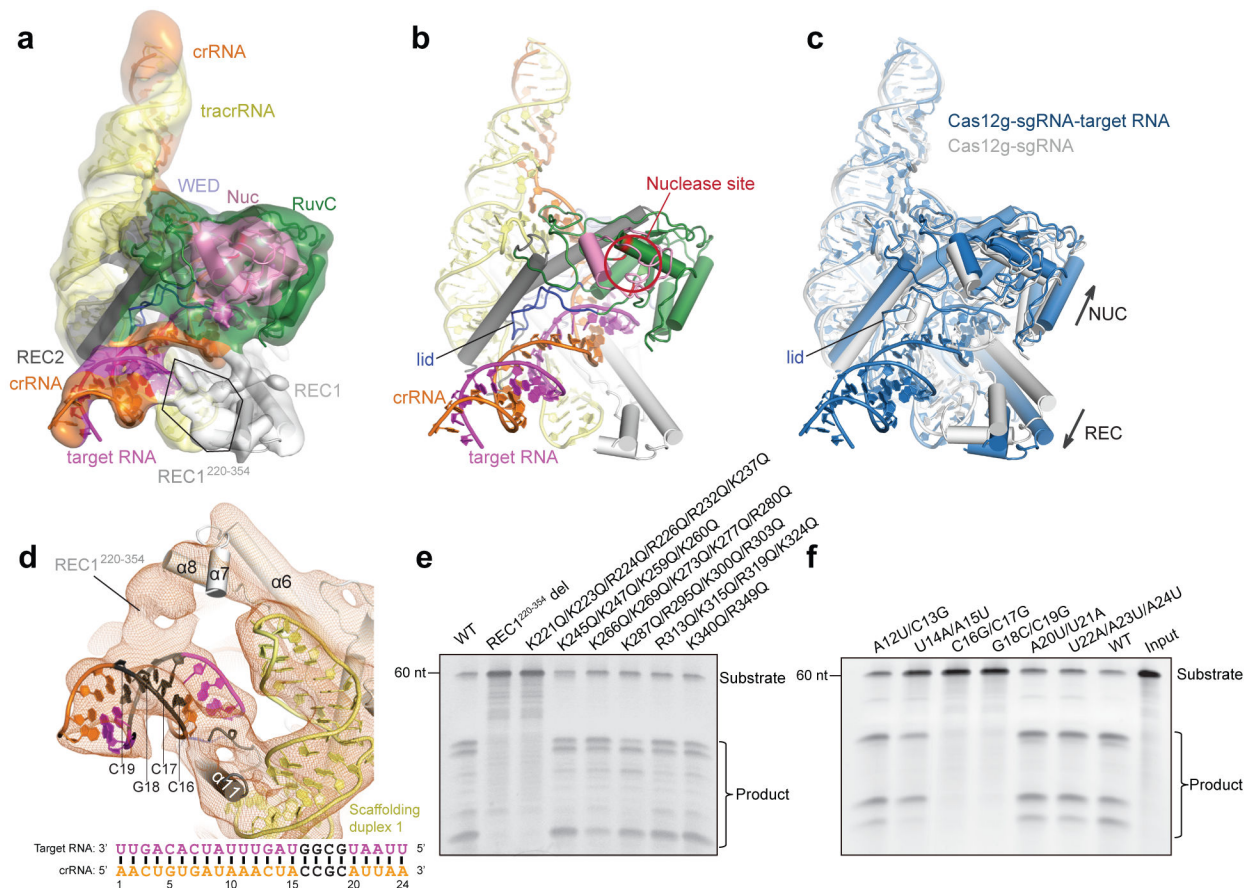 a
crRNA
tracrRNA
WED
Nuc
RuvC
REC2
crRNA
REC1
target RNA
REC1220-354
b
Nuclease site
lid
crRNA
target RNA
c
Cas12g-sgRNA-target RNA
Cas12g-sgRNA
lid
NUC
REC
d
REC1220-354
α8
α7
α6
C19
G18
C17
C16
α11
Scaffolding
duplex 1
Target RNA: 3' UUGACACUAUUUGAUGGCGUAAUU 5'
crRNA: 5' AACUGUGAUAAACUACCGCAUUAA 3'
1 5 10 15 20 24
e
WT
REC1220-354 del
K221Q/K223Q/R224Q/R226Q/R232Q/K237Q
K245Q/K247Q/K259Q/K260Q
K266Q/K269Q/K273Q/K277Q/R280Q
K287Q/R295Q/K300Q/R303Q
R313Q/K315Q/R319Q/K324Q
K340Q/R349Q
60 nt
Substrate
Product
f
A12U/C13G
U14A/A15U
C16G/C17G
G18C/C19G
A20U/U21A
U22A/A23U/A24U
WT
Input
60 nt
Substrate
Product